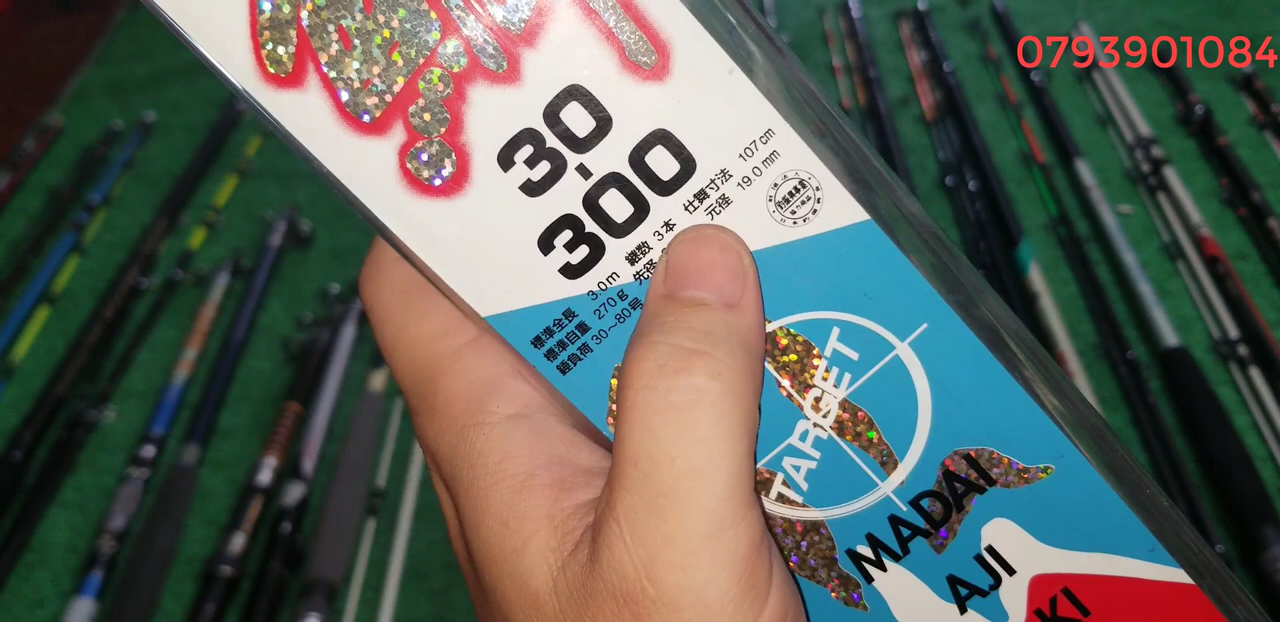 0793901084
30-
300
標準全長 3.0m 継数 3本 仕舞寸法 107cm
標準自重 270g 先径 元径 19.0mm
錘負荷 30~80号
TARGET
MADAI
AJI
KI